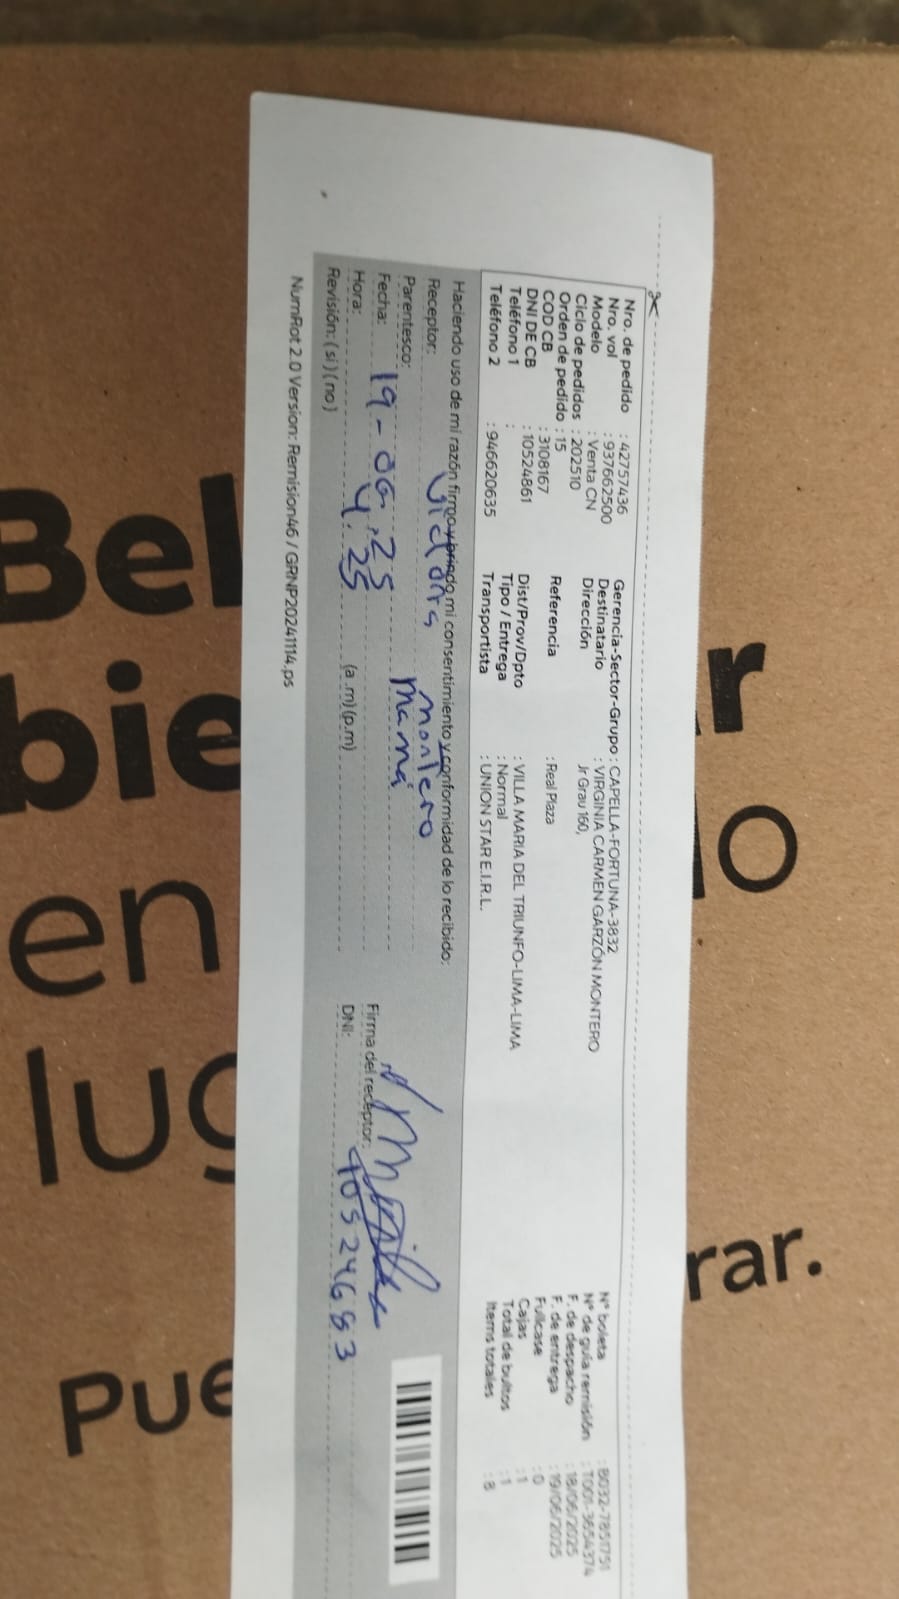 Nro. de pedido : 42757436
Nro. vol : 937662500
Modelo : Venta CN
Ciclo de pedidos : 202510
Orden de pedido : 15
COD CB : 3108167
DNI DE CB : 10524861
Teléfono 1 :
Teléfono 2 : 946620635
Gerencia-Sector-Grupo : CAPELLA-FORTUNA-3832
Destinatario : VIRGINIA CARMEN GARZÓN MONTERO
Dirección Jr Grau 160,
Referencia : Real Plaza
Dist/Prov/Dpto : VILLA MARIA DEL TRIUNFO-LIMA-LIMA
Tipo / Entrega : Normal
Transportista : UNION STAR E.I.R.L.
N° boleta : B032-7851751
N° de guía remisión : T001-3654374
F. de despacho : 18/06/2025
F. de entrega : 19/06/2025
Fullcase : 0
Cajas : 1
Total de bultos : 1
Items totales : 8
Haciendo uso de mi razón firmo y brindo mi consentimiento y conformidad de lo recibido:
Receptor: Victoria Montero
Parentesco: mamá
Fecha: 19-06.25
Hora: 4.25 (a .m) (p.m)
Revisión: ( si ) ( no )
Firma del receptor:
DNI: 40524683
NumRot 2.0 Version: Remision46 / GRNP20241114.ps
Bel
r
bie
o
en
lug
rar.
Pue